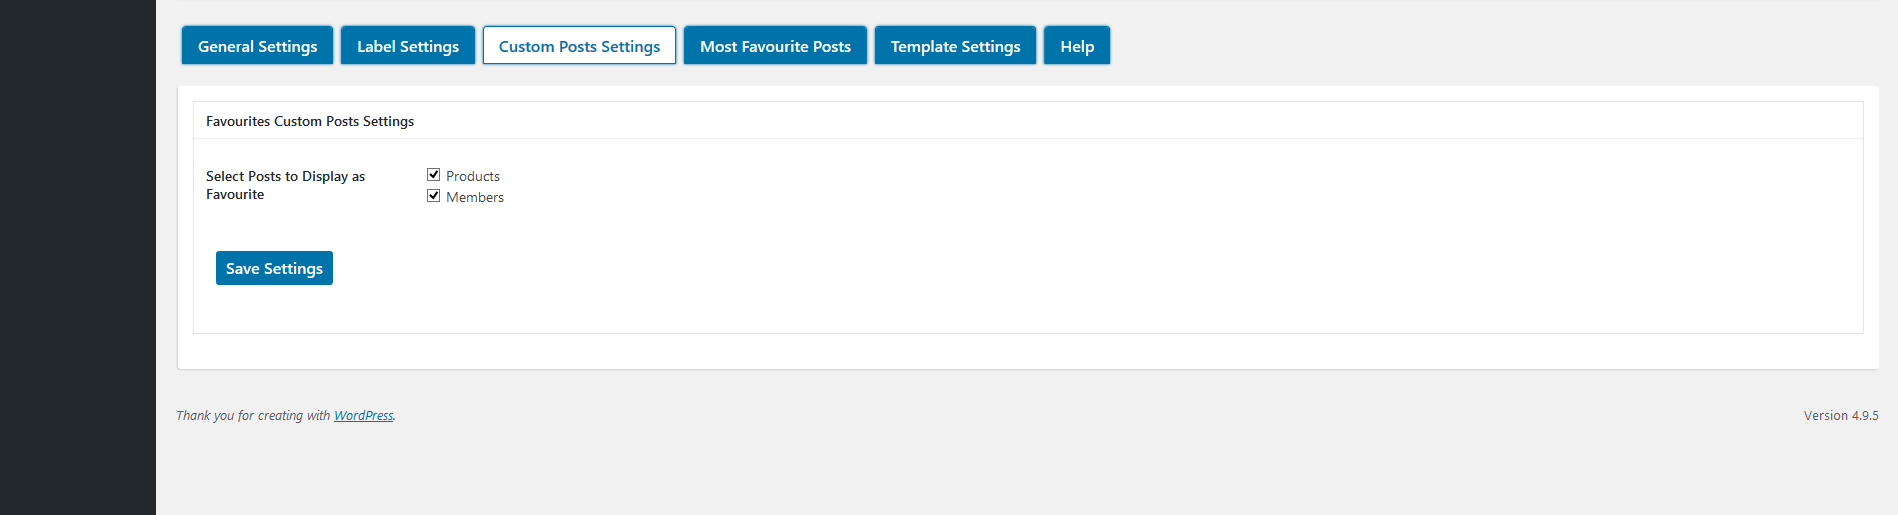 General Settings
Label Settings
Custom Posts Settings
Most Favourite Posts
Template Settings
Help
Favourites Custom Posts Settings
Select Posts to Display as
Favourite
Products
Members
Save Settings
Thank you for creating with WordPress.
Version 4.9.5